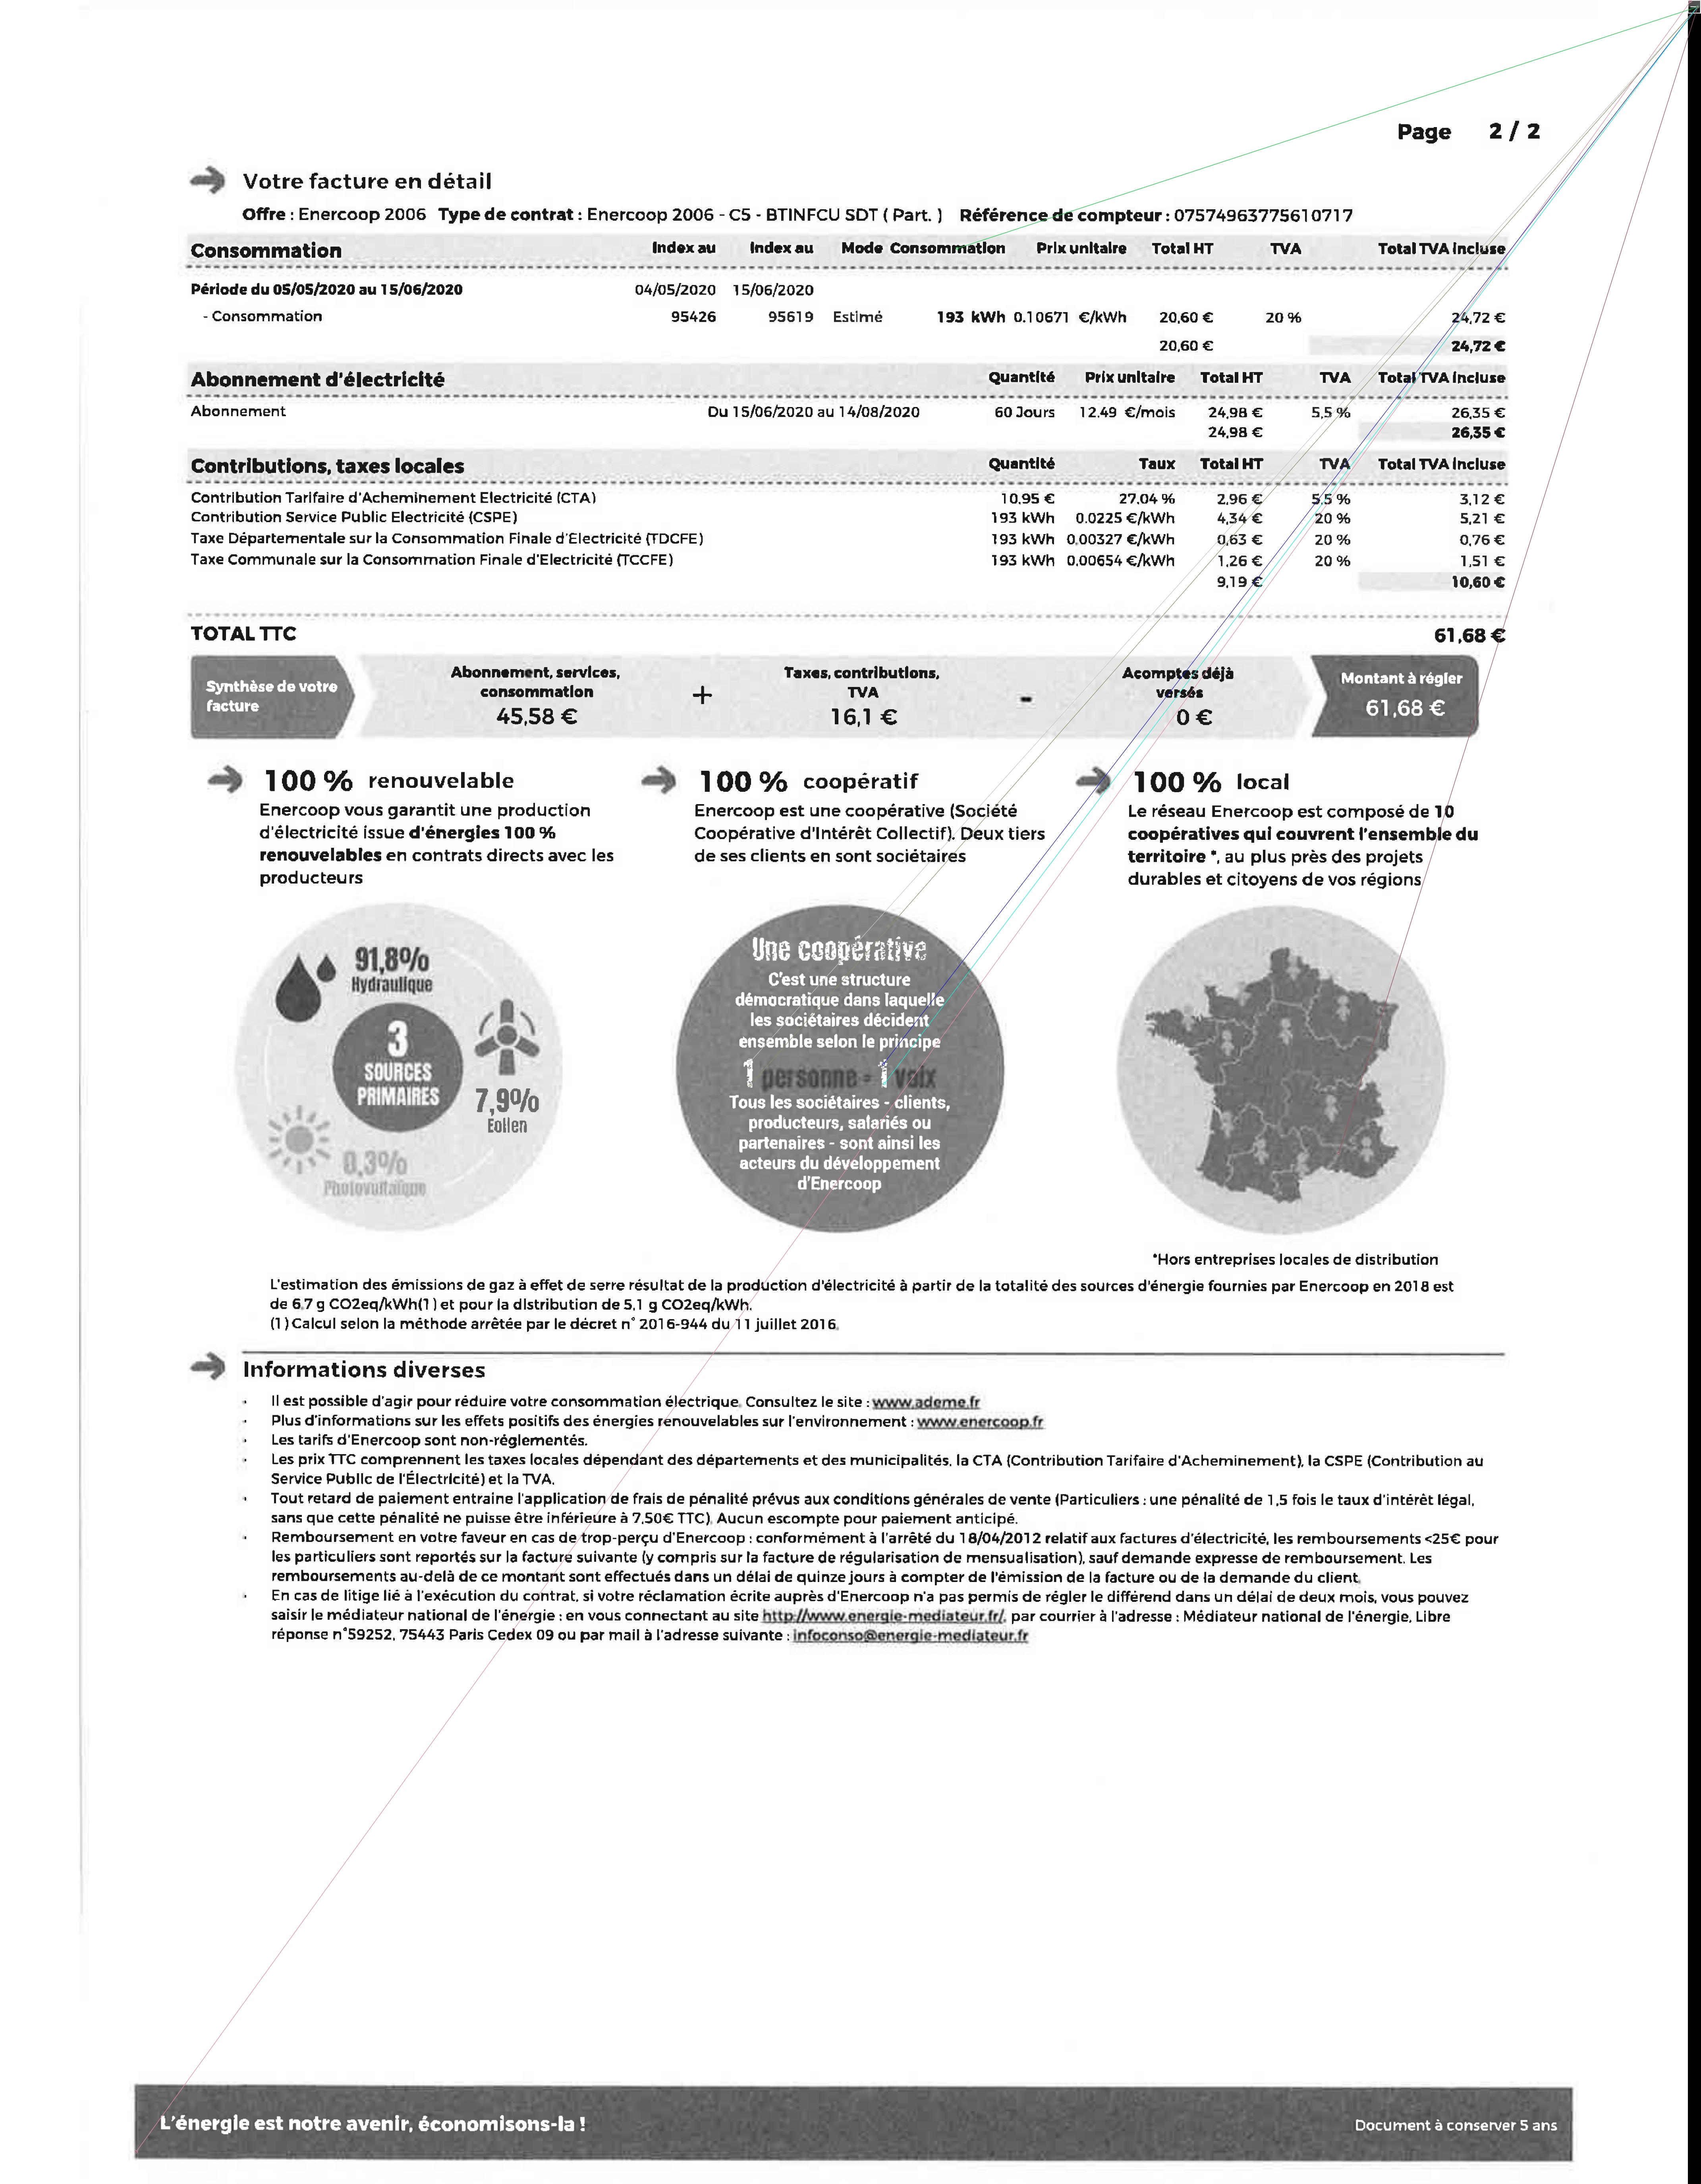 Page 2 / 2
Votre facture en détail
Offre : Enercoop 2006 Type de contrat : Enercoop 2006 - C5 - BTINFCU SDT ( Part. ) Référence de compteur : 07574963775610717
Consommation Index au Index au Mode Consommation Prix unitaire Total HT TVA Total TVA incluse
Période du 05/05/2020 au 15/06/2020 04/05/2020 15/06/2020
- Consommation 95426 95619 Estimé 193 kWh 0.10671 €/kWh 20,60 € 20 % 24,72 €
20,60 € 24,72 €
Abonnement d'électricité Quantité Prix unitaire Total HT TVA Total TVA incluse
Abonnement Du 15/06/2020 au 14/08/2020 60 Jours 12.49 €/mois 24,98 € 5,5 % 26,35 €
24,98 € 26,35 €
Contributions, taxes locales Quantité Taux Total HT TVA Total TVA incluse
Contribution Tarifaire d'Acheminement Electricité (CTA) 10,95 € 27.04 % 2,96 € 5,5 % 3,12 €
Contribution Service Public Electricité (CSPE) 193 kWh 0.0225 €/kWh 4,34 € 20 % 5,21 €
Taxe Départementale sur la Consommation Finale d'Electricité (TDCFE) 193 kWh 0,00327 €/kWh 0,63 € 20 % 0,76 €
Taxe Communale sur la Consommation Finale d'Electricité (TCCFE) 193 kWh 0,00654 €/kWh 1,26 € 20 % 1,51 €
9,19 € 10,60 €
TOTAL TTC 61,68 €
Synthèse de votre
facture
Abonnement, services,
consommation
45,58 €
+
Taxes, contributions,
TVA
16,1 €
-
Acomptes déjà
versés
0 €
Montant à régler
61,68 €
100 % renouvelable
Enercoop vous garantit une production
d'électricité issue d'énergies 100 %
renouvelables en contrats directs avec les
producteurs
100 % coopératif
Enercoop est une coopérative (Société
Coopérative d'Intérêt Collectif). Deux tiers
de ses clients en sont sociétaires
100 % local
Le réseau Enercoop est composé de 10
coopératives qui couvrent l'ensemble du
territoire *, au plus près des projets
durables et citoyens de vos régions
91,8%
Hydraulique
3
SOURCES
PRIMAIRES
7,9%
Eolien
0,3%
Photovoltaïque
Une coopérative
C'est une structure
démocratique dans laquelle
les sociétaires décident
ensemble selon le principe
1 personne = 1 voix
Tous les sociétaires - clients,
producteurs, salariés ou
partenaires - sont ainsi les
acteurs du développement
d'Enercoop
*Hors entreprises locales de distribution
L'estimation des émissions de gaz à effet de serre résultat de la production d'électricité à partir de la totalité des sources d'énergie fournies par Enercoop en 2018 est
de 6,7 g CO2eq/kWh(1) et pour la distribution de 5,1 g CO2eq/kWh.
(1) Calcul selon la méthode arrêtée par le décret n° 2016-944 du 11 juillet 2016.
Informations diverses
Il est possible d'agir pour réduire votre consommation électrique. Consultez le site : www.ademe.fr
Plus d'informations sur les effets positifs des énergies renouvelables sur l'environnement : www.enercoop.fr
Les tarifs d'Enercoop sont non-réglementés.
Les prix TTC comprennent les taxes locales dépendant des départements et des municipalités, la CTA (Contribution Tarifaire d'Acheminement), la CSPE (Contribution au
Service Public de l'Électricité) et la TVA.
Tout retard de paiement entraine l'application de frais de pénalité prévus aux conditions générales de vente (Particuliers : une pénalité de 1,5 fois le taux d'intérêt légal,
sans que cette pénalité ne puisse être inférieure à 7,50€ TTC). Aucun escompte pour paiement anticipé.
Remboursement en votre faveur en cas de trop-perçu d'Enercoop : conformément à l'arrêté du 18/04/2012 relatif aux factures d'électricité, les remboursements <25€ pour
les particuliers sont reportés sur la facture suivante (y compris sur la facture de régularisation de mensualisation), sauf demande expresse de remboursement. Les
remboursements au-delà de ce montant sont effectués dans un délai de quinze jours à compter de l'émission de la facture ou de la demande du client.
En cas de litige lié à l'exécution du contrat, si votre réclamation écrite auprès d'Enercoop n'a pas permis de régler le différend dans un délai de deux mois, vous pouvez
saisir le médiateur national de l'énergie : en vous connectant au site http://www.energie-mediateur.fr/, par courrier à l'adresse : Médiateur national de l'énergie, Libre
réponse n°59252, 75443 Paris Cedex 09 ou par mail à l'adresse suivante : infoconso@energie-mediateur.fr
L'énergie est notre avenir, économisons-la !
Document à conserver 5 ans